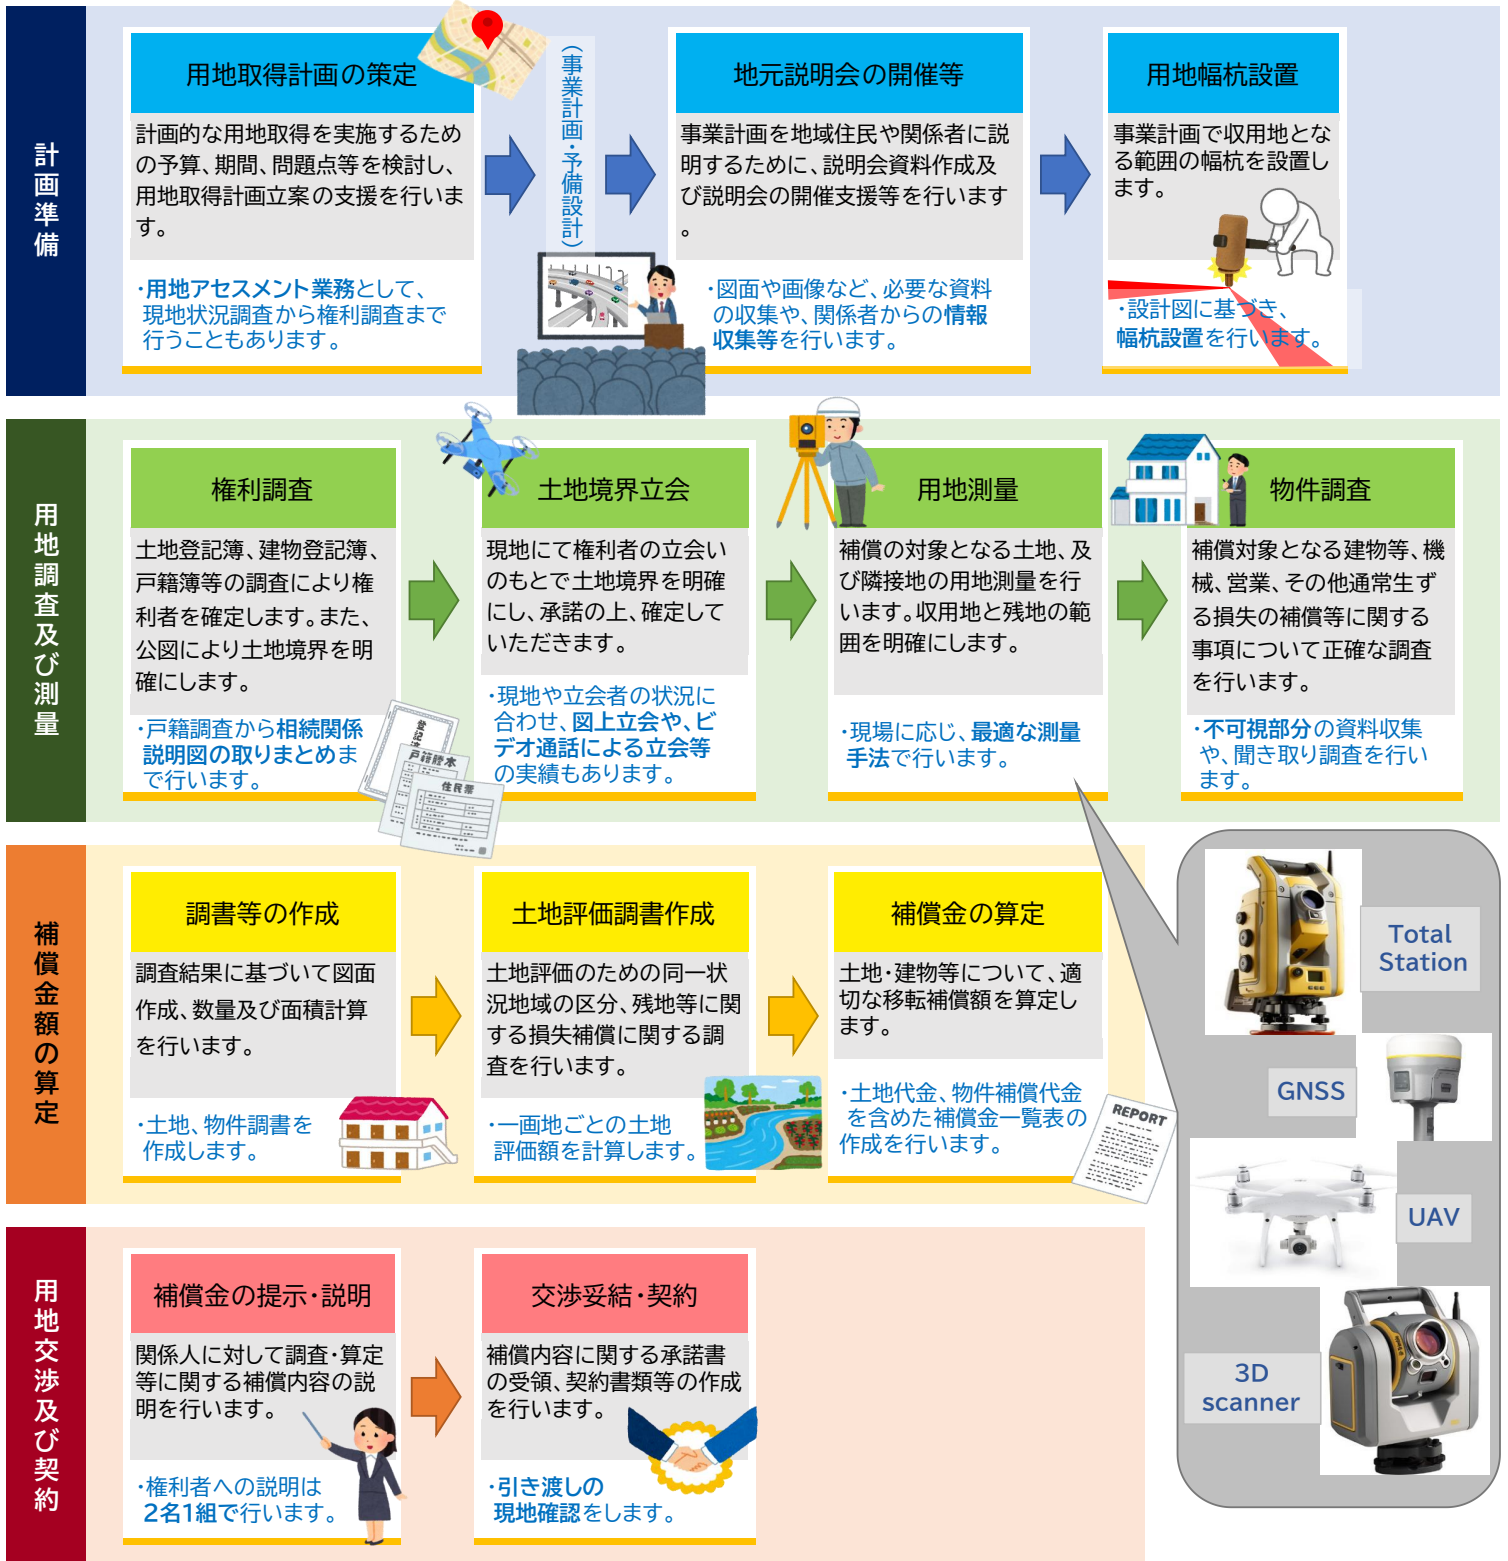 計画準備
用地取得計画の策定
計画的な用地取得を実施するため
の予算、期間、問題点等を検討し、
用地取得計画立案の支援を行いま
す。
・用地アセスメント業務として、
現地状況調査から権利調査まで
行うこともあります。
（事業計画・予備設計）
地元説明会の開催等
事業計画を地域住民や関係者に説
明するために、説明会資料作成及
び説明会の開催支援等を行います
。
・図面や画像など、必要な資料
の収集や、関係者からの情報
収集等を行います。
用地幅杭設置
事業計画で収用地とな
る範囲の幅杭を設置し
ます。
・設計図に基づき、
幅杭設置を行います。
用地調査及び測量
権利調査
土地登記簿、建物登記簿、
戸籍簿等の調査により権
利者を確定します。また、
公図により土地境界を明
確にします。
・戸籍調査から相続関係
説明図の取りまとめま
で行います。
戸籍謄本
住民票
土地境界立会
現地にて権利者の立会い
のもとで土地境界を明確
にし、承諾の上、確定して
いただきます。
・現地や立会者の状況に
合わせ、図上立会や、ビ
デオ通話による立会等
の実績もあります。
用地測量
補償の対象となる土地、及
び隣接地の用地測量を行
います。収用地と残地の範
囲を明確にします。
・現場に応じ、最適な測量
手法で行います。
物件調査
補償対象となる建物等、機
械、営業、その他通常生ず
る損失の補償等に関する
事項について正確な調査
を行います。
・不可視部分の資料収集
や、聞き取り調査を行い
ます。
補償金額の算定
調書等の作成
調査結果に基づいて図面
作成、数量及び面積計算
を行います。
・土地、物件調書を
作成します。
土地評価調書作成
土地評価のための同一状
況地域の区分、残地等に関
する損失補償に関する調
査を行います。
・一画地ごとの土地
評価額を計算します。
補償金の算定
土地・建物等について、適
切な移転補償額を算定し
ます。
・土地代金、物件補償代金
を含めた補償金一覧表の
作成を行います。
REPORT
Total
Station
GNSS
UAV
3D
scanner
用地交渉及び契約
補償金の提示・説明
関係人に対して調査・算定
等に関する補償内容の説
明を行います。
・権利者への説明は
2名1組で行います。
交渉妥結・契約
補償内容に関する承諾書
の受領、契約書類等の作成
を行います。
・引き渡しの
現地確認をします。